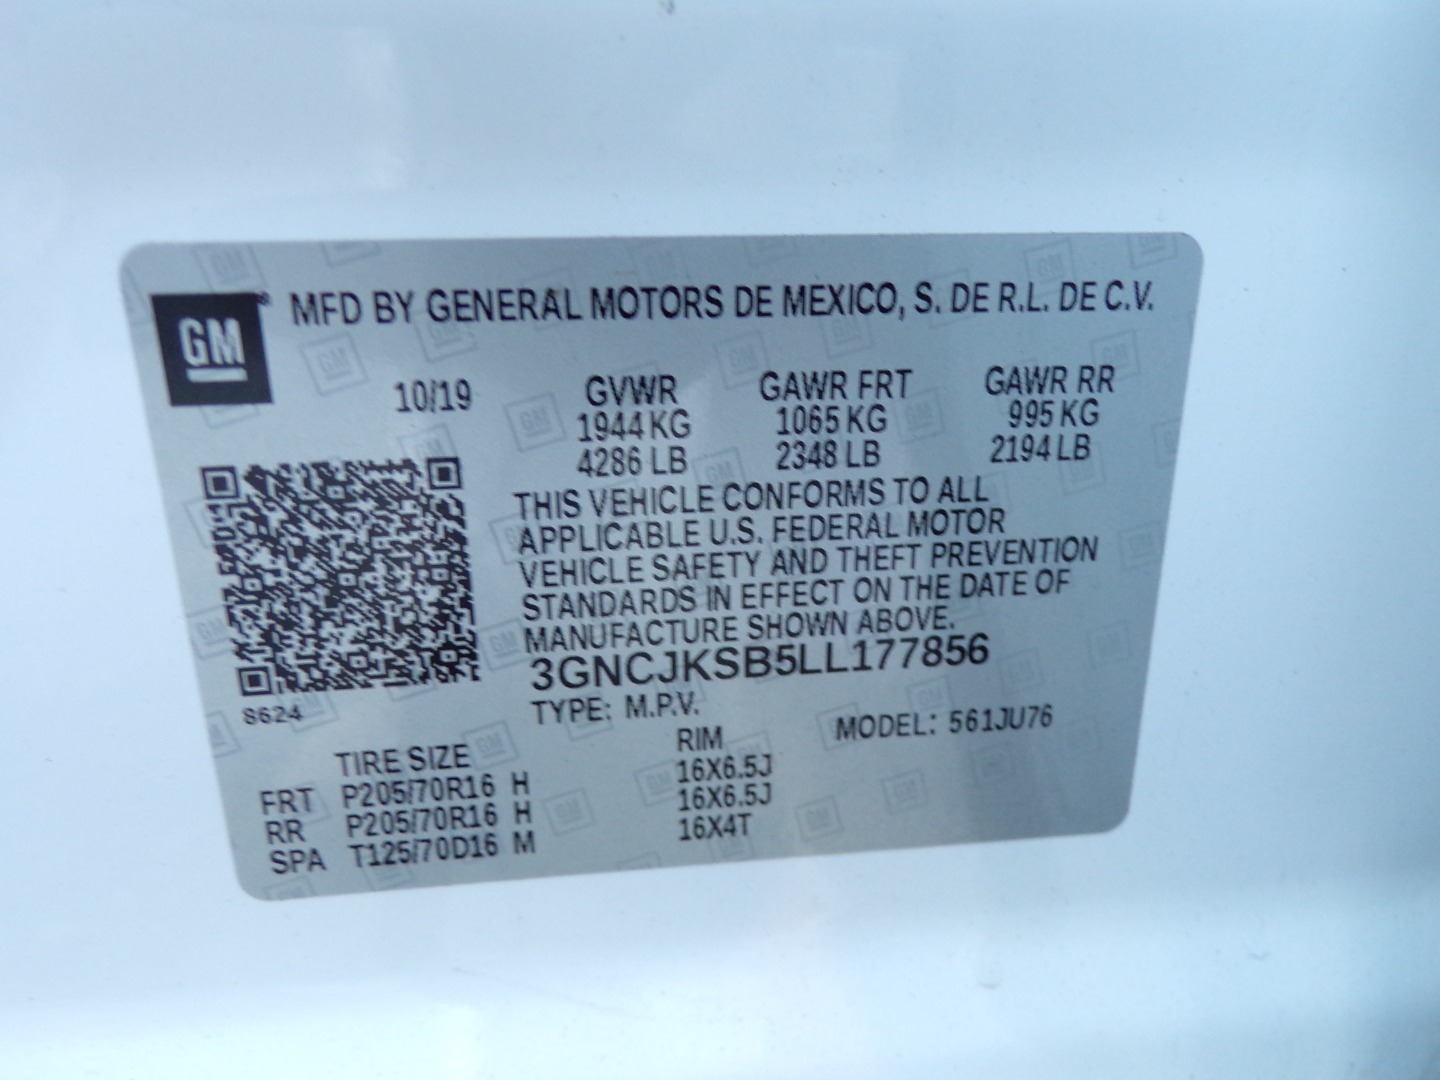 GM® MFD BY GENERAL MOTORS DE MEXICO, S. DE R.L. DE C.V.
10/19 GVWR GAWR FRT GAWR RR
1944 KG 1065 KG 995 KG
4286 LB 2348 LB 2194 LB
THIS VEHICLE CONFORMS TO ALL
APPLICABLE U.S. FEDERAL MOTOR
VEHICLE SAFETY AND THEFT PREVENTION
STANDARDS IN EFFECT ON THE DATE OF
MANUFACTURE SHOWN ABOVE.
3GNCJKSB5LL177856
8624
TYPE: M.P.V. MODEL: 561JU76
TIRE SIZE RIM
FRT P205/70R16 H 16X6.5J
RR P205/70R16 H 16X6.5J
SPA T125/70D16 M 16X4T